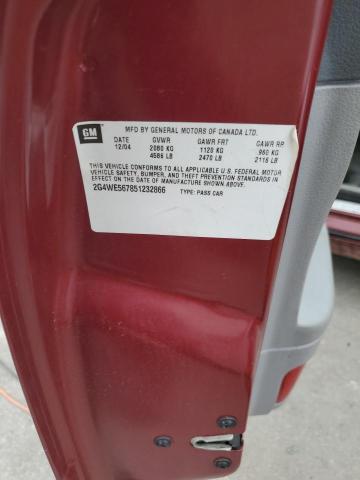 GM
MFD BY GENERAL MOTORS OF CANADA LTD.
DATE GVWR GAWR FRT GAWR RR
12/04 2080 KG 1120 KG 960 KG
4586 LB 2470 LB 2116 LB
THIS VEHICLE CONFORMS TO ALL APPLICABLE U.S. FEDERAL MOTOR
VEHICLE SAFETY, BUMPER, AND THEFT PREVENTION STANDARDS IN
EFFECT ON THE DATE OF MANUFACTURE SHOWN ABOVE.
2G4WE567851232866 TYPE: PASS CAR